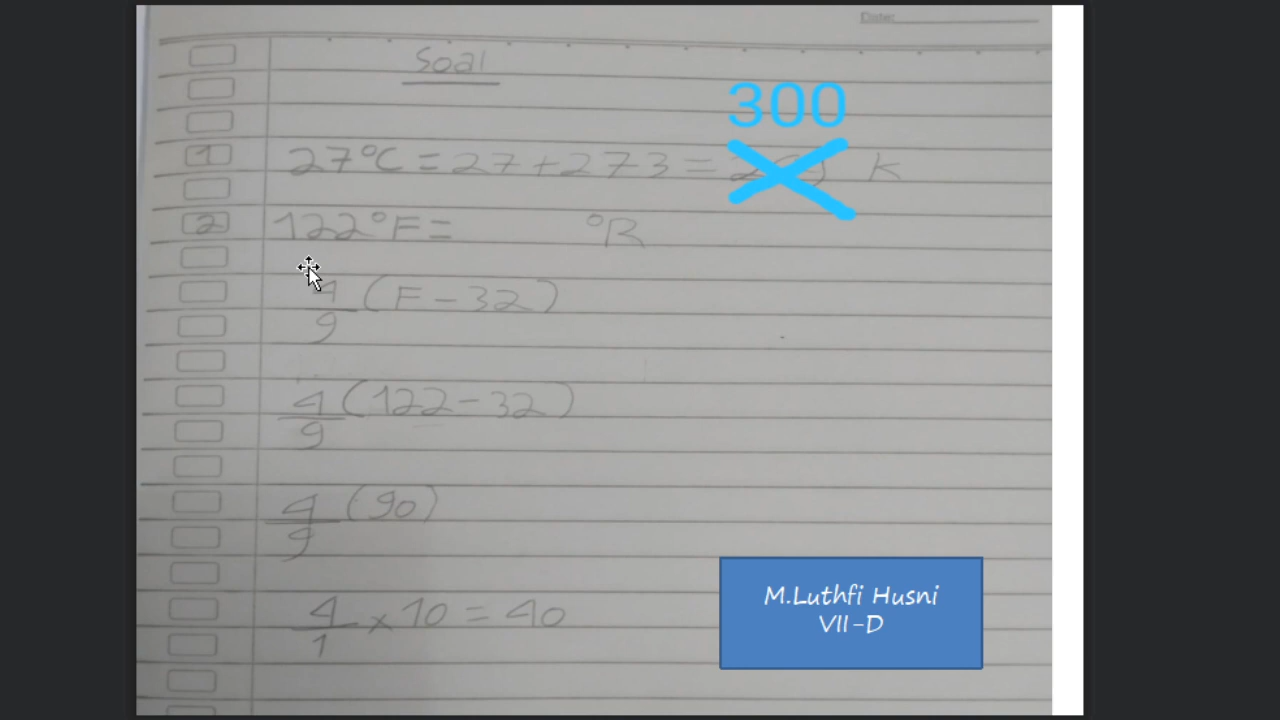 Date:
Soal
300
1 27°C = 27 + 273 = K
2 122°F = °R
4/9 (F - 32)
4/9 (122 - 32)
4/9 (90)
4/1 x 10 = 40
M.Luthfi Husni
VII-D